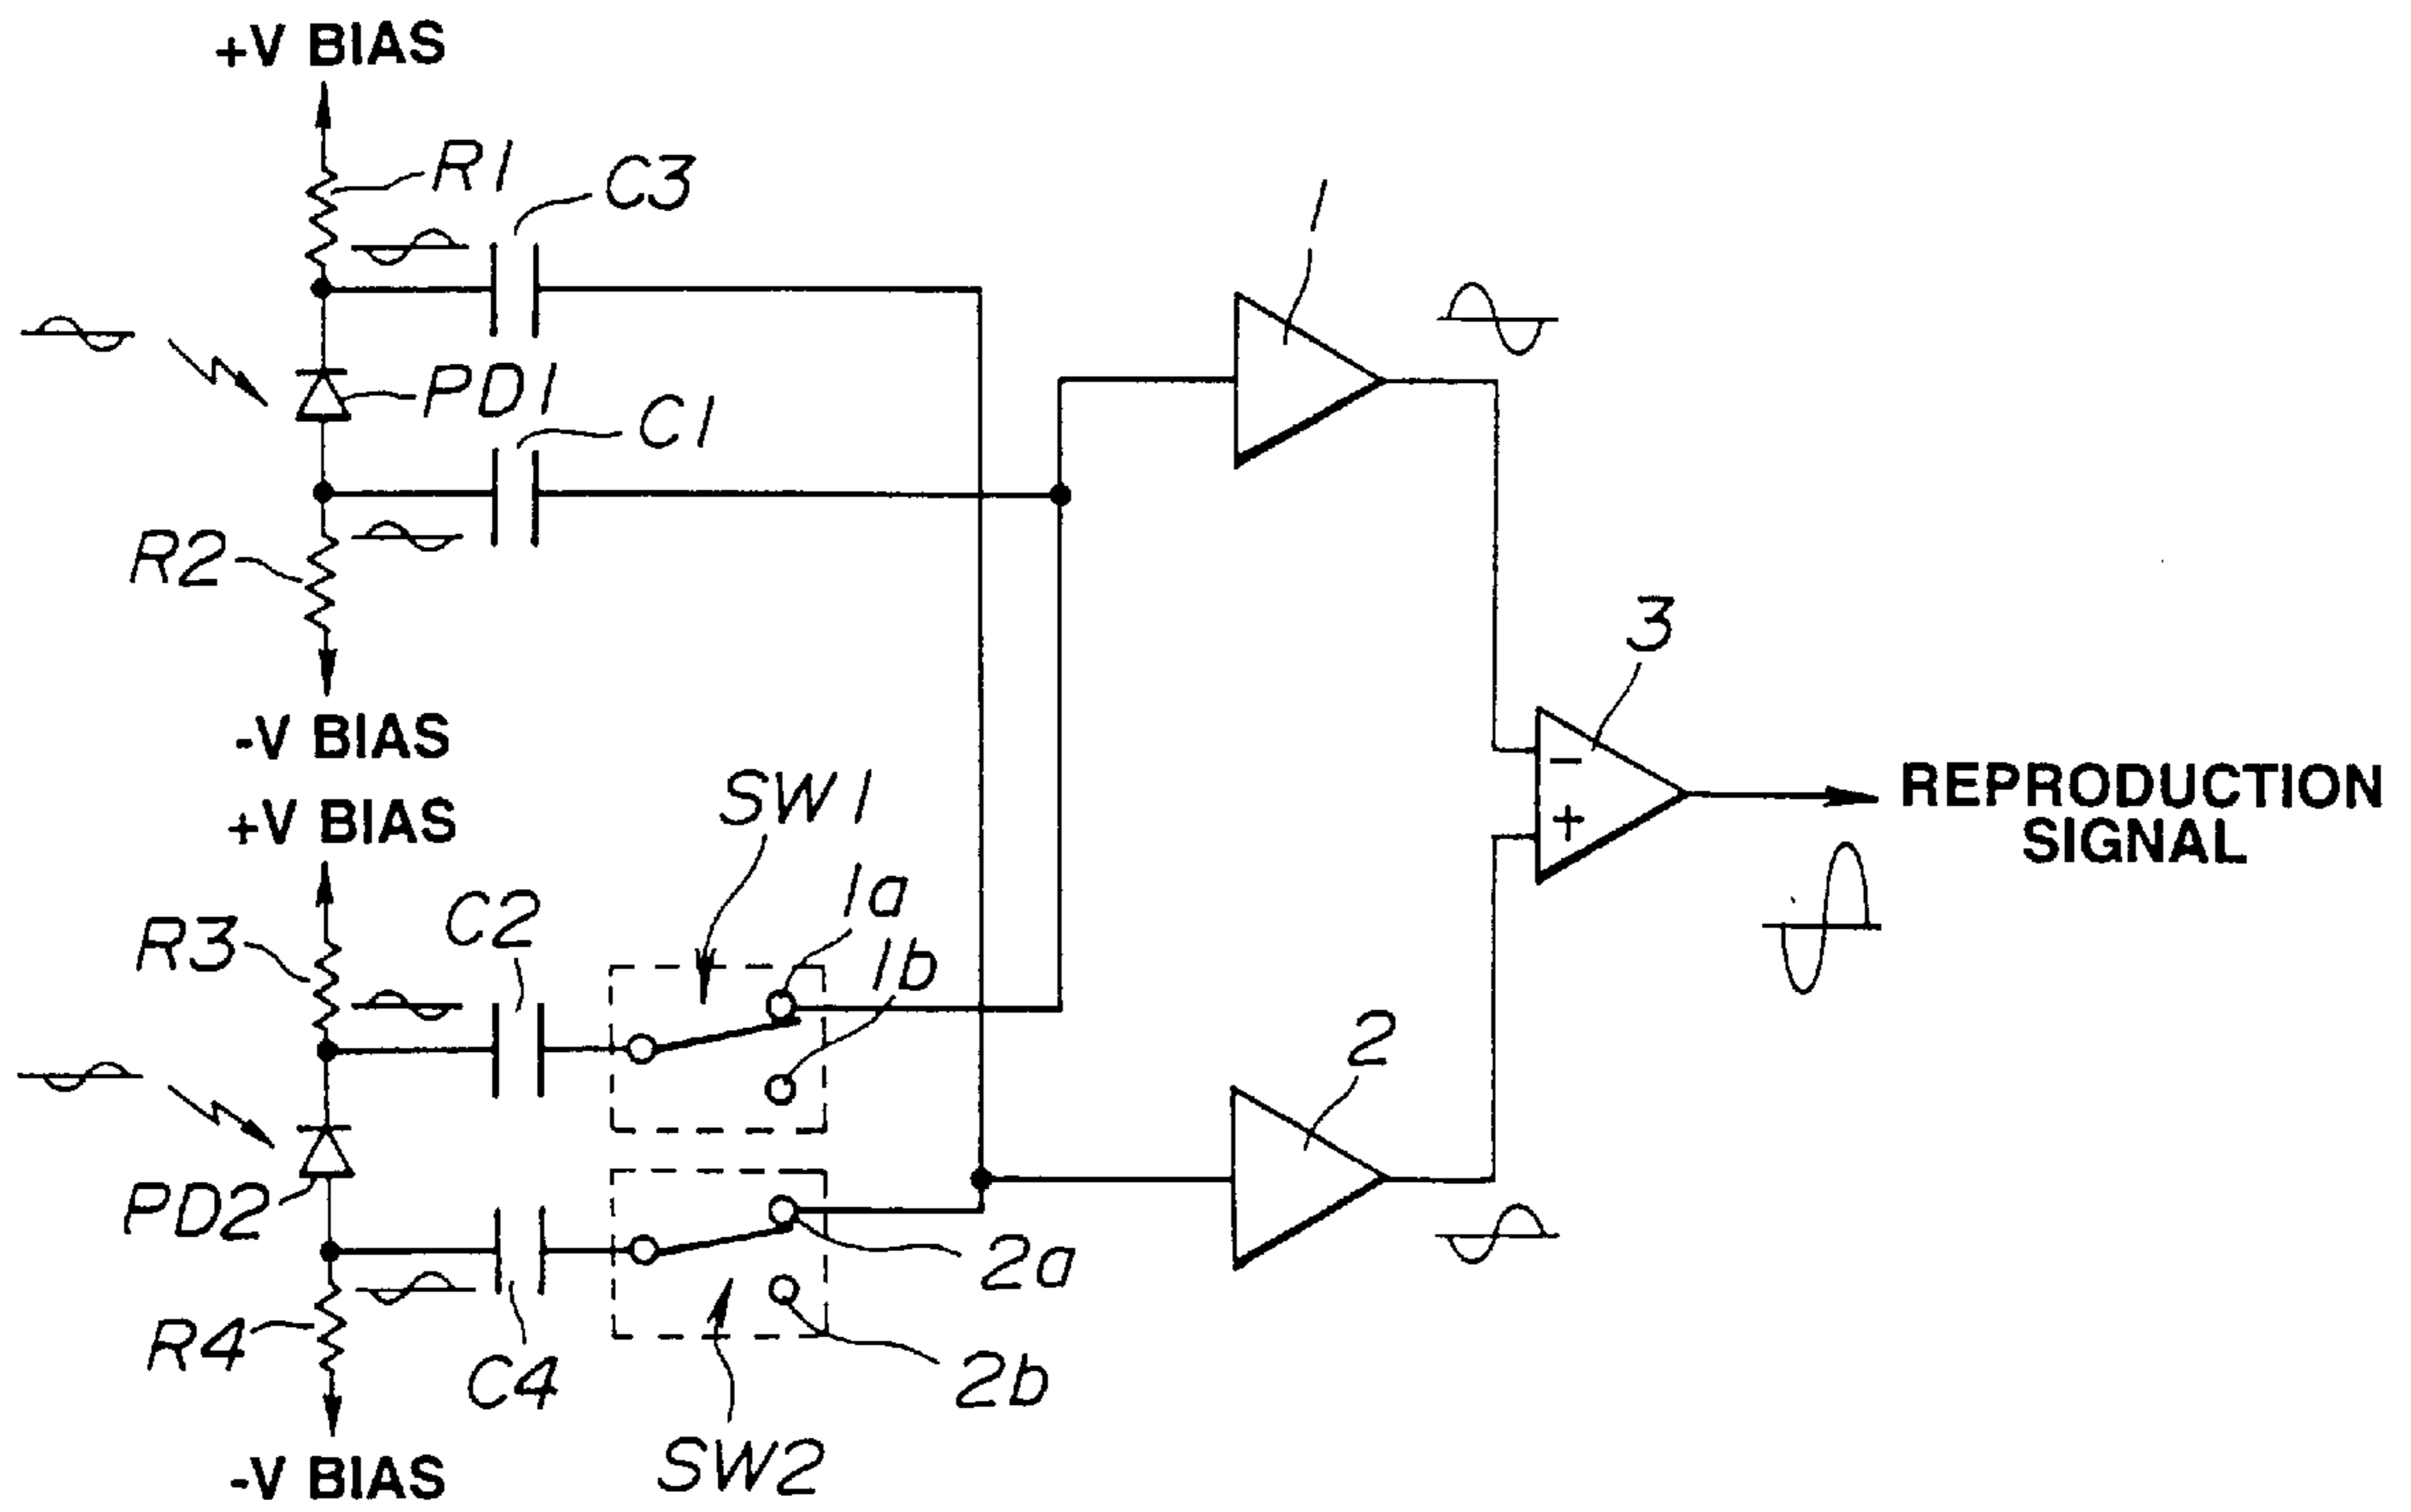 +V BIAS
R1
C3
1
PD1
C1
R2
-V BIAS
3
REPRODUCTION
SIGNAL
-
+
+V BIAS
SW1
1a
1b
C2
R3
2
PD2
2a
R4
C4
2b
SW2
-V BIAS